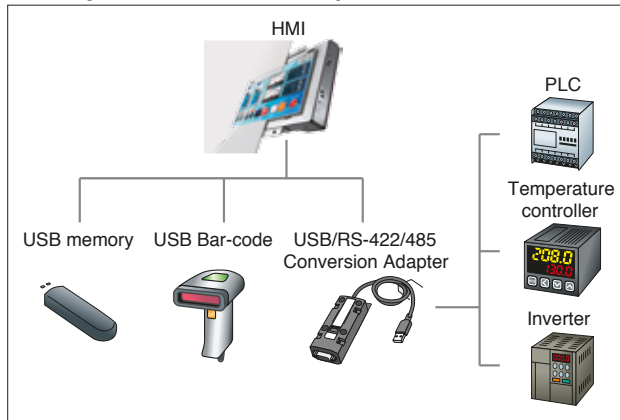 HMI
PLC
Temperature
controller
208.0
130.0
USB memory
USB Bar-code
USB/RS-422/485
Conversion Adapter
Inverter